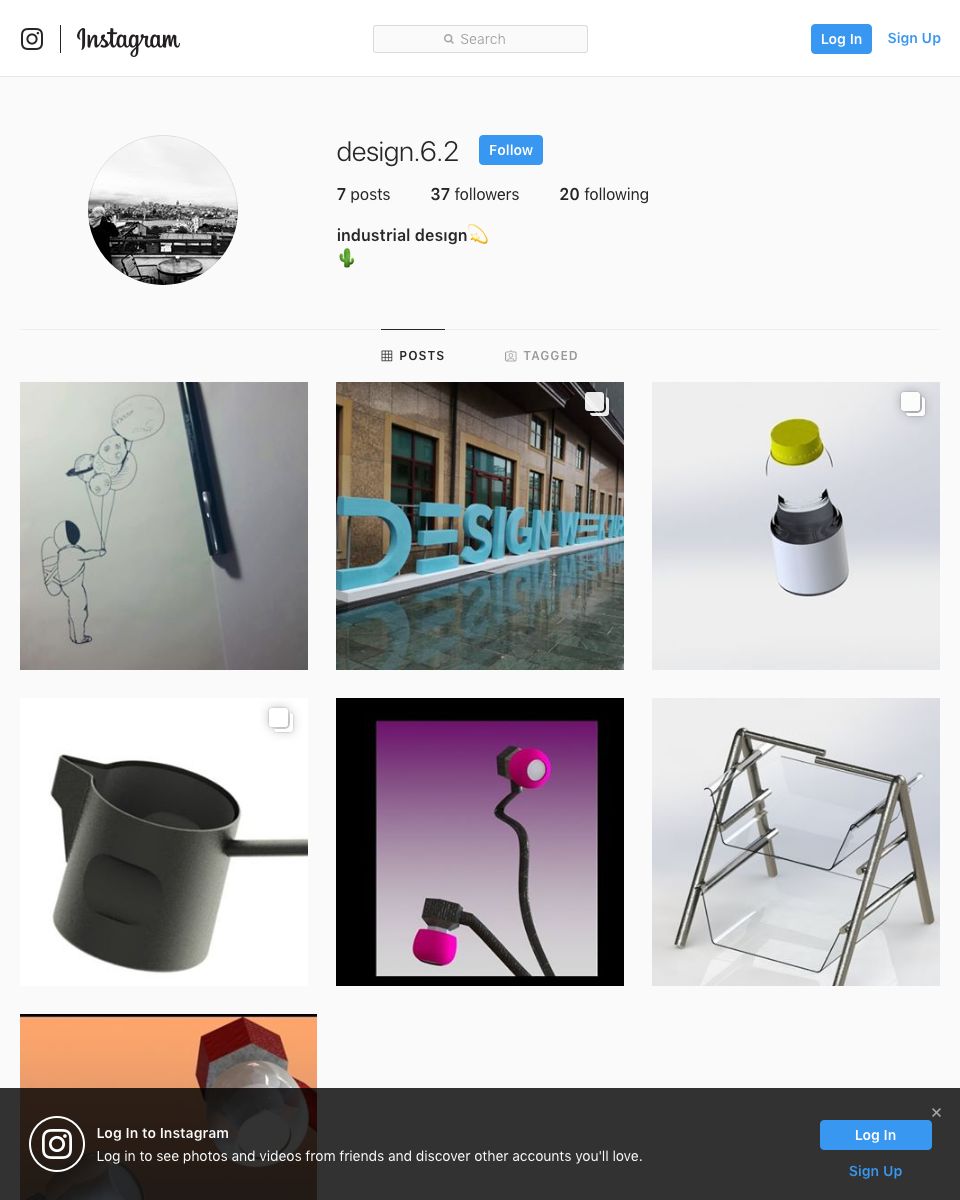 Instagram
Search
Log In
Sign Up
design.6.2
Follow
7 posts
37 followers
20 following
industrial desıgn
POSTS
TAGGED
DESIGN WEEK
Log In to Instagram
Log in to see photos and videos from friends and discover other accounts you'll love.
Log In
Sign Up